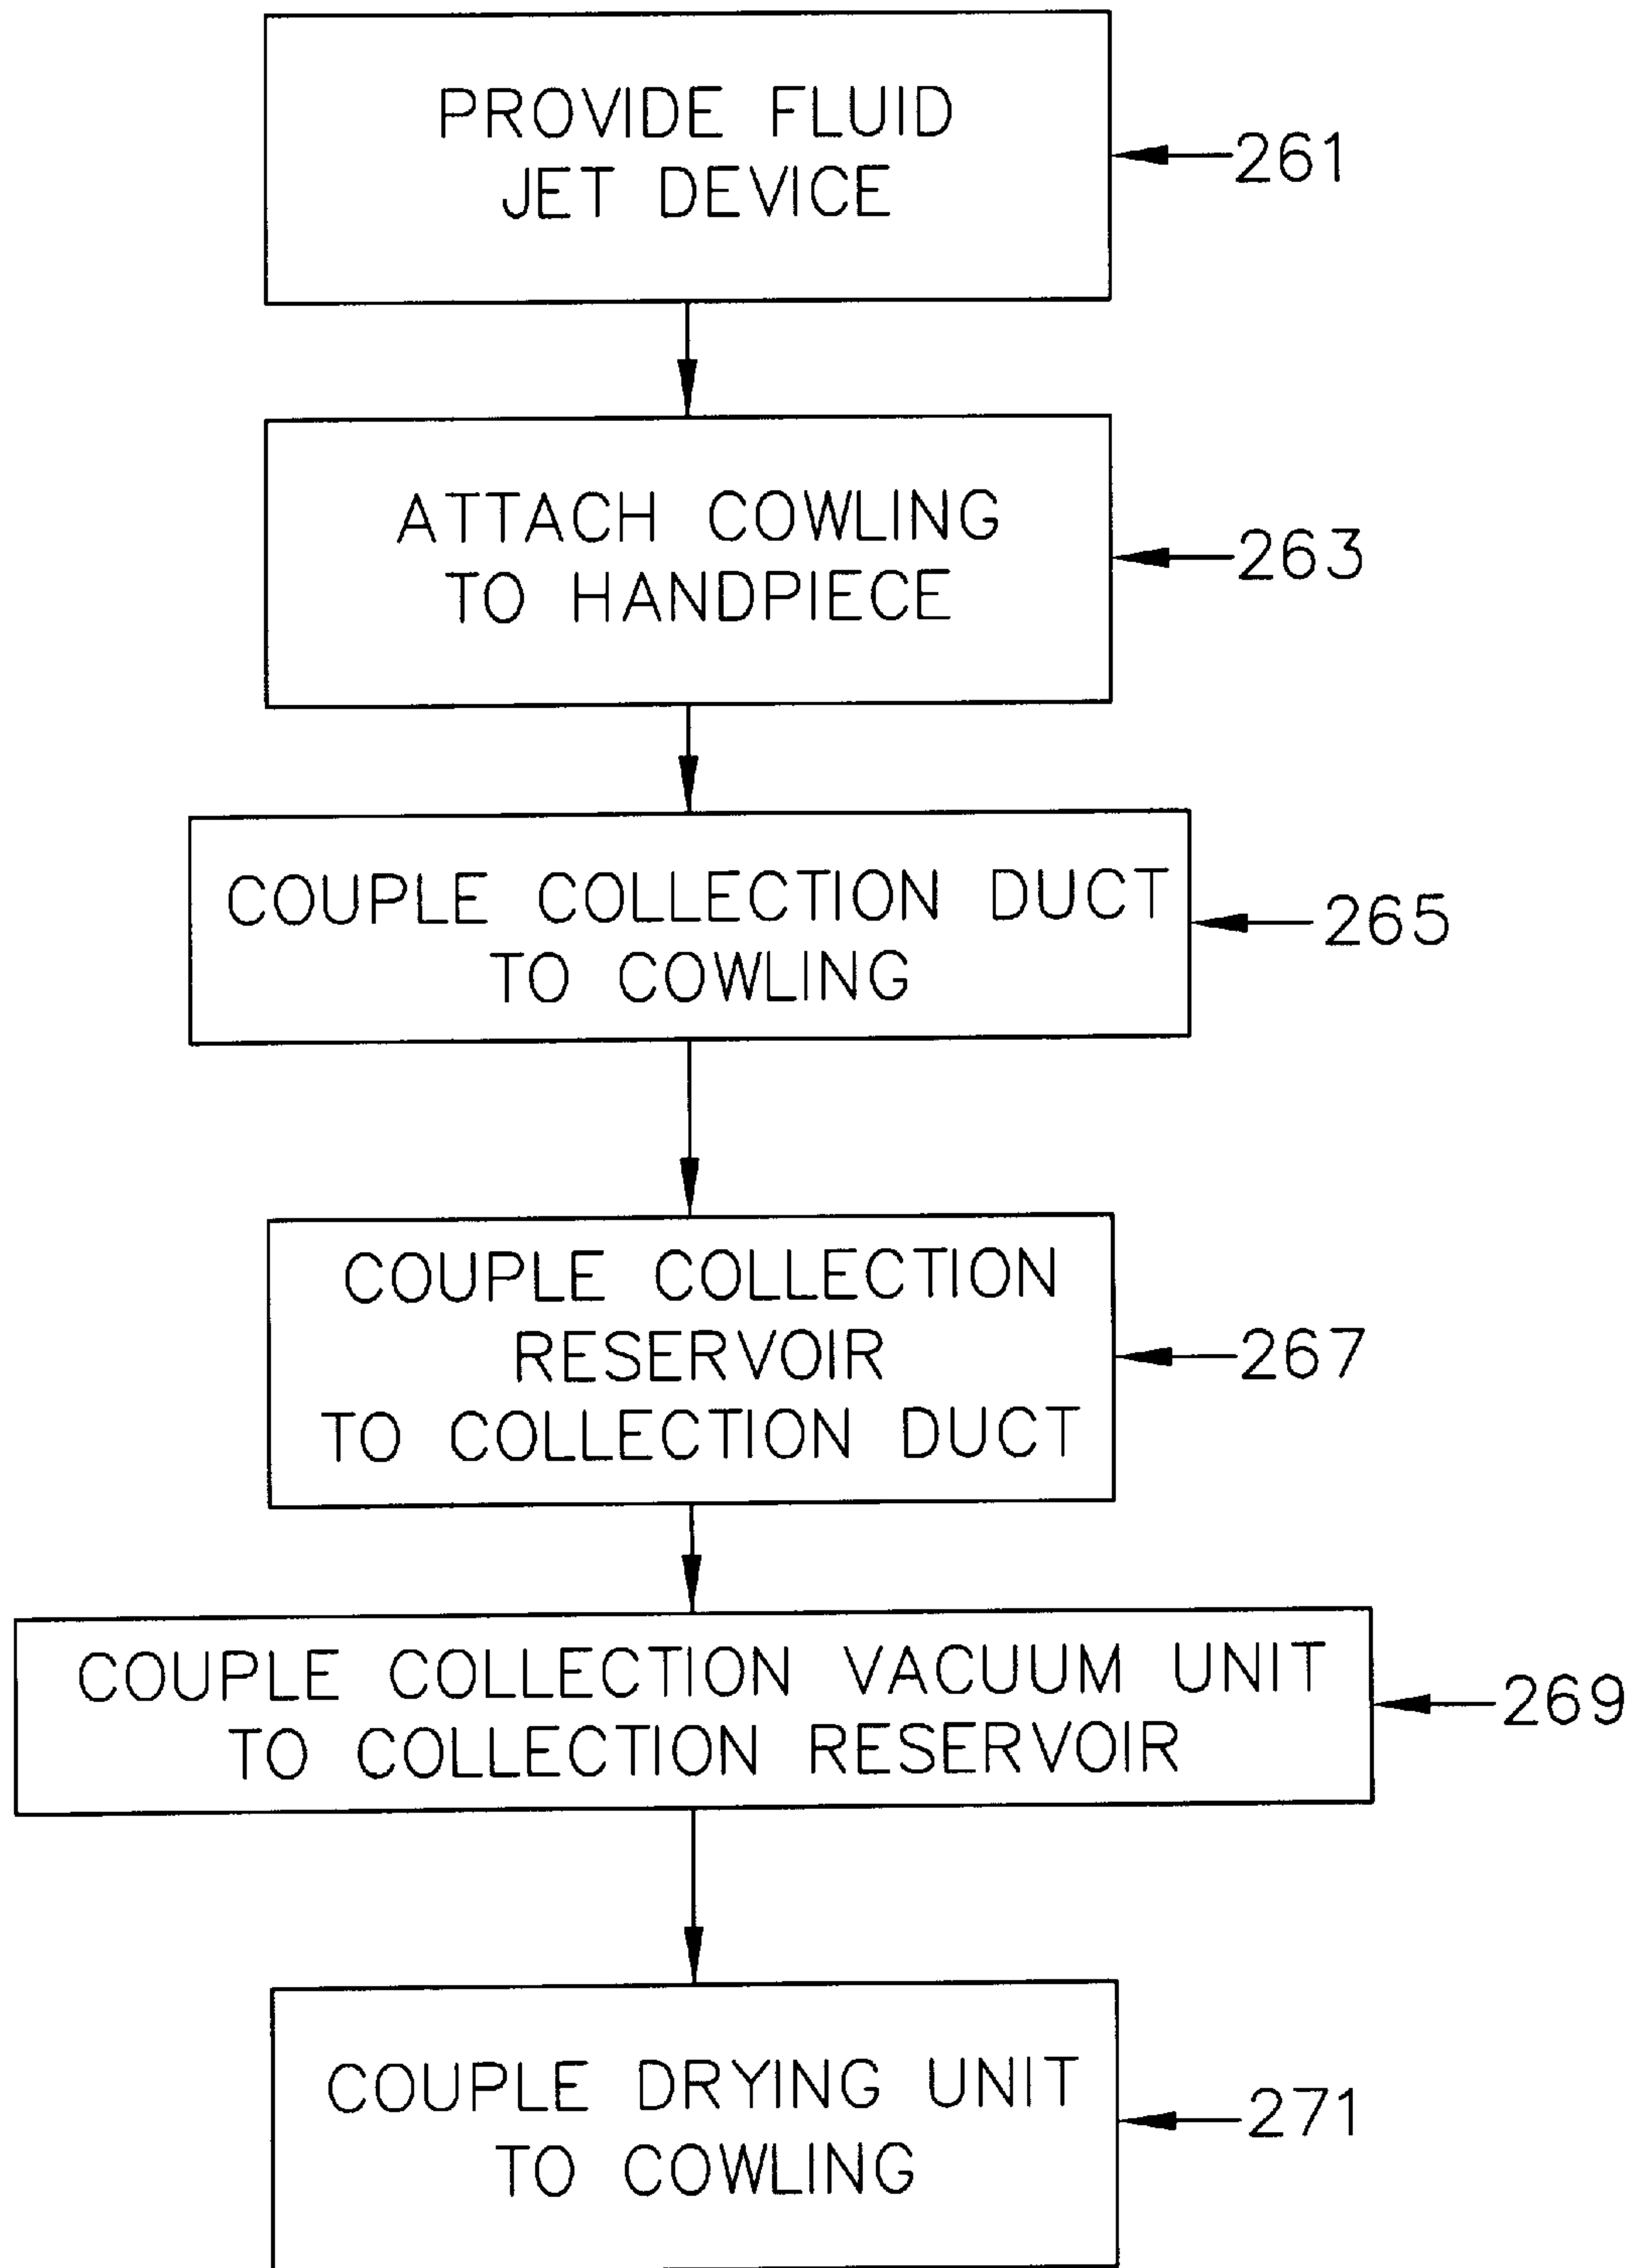 PROVIDE FLUID
JET DEVICE
261
ATTACH COWLING
TO HANDPIECE
263
COUPLE COLLECTION DUCT
TO COWLING
265
COUPLE COLLECTION
RESERVOIR
TO COLLECTION DUCT
267
COUPLE COLLECTION VACUUM UNIT
TO COLLECTION RESERVOIR
269
COUPLE DRYING UNIT
TO COWLING
271